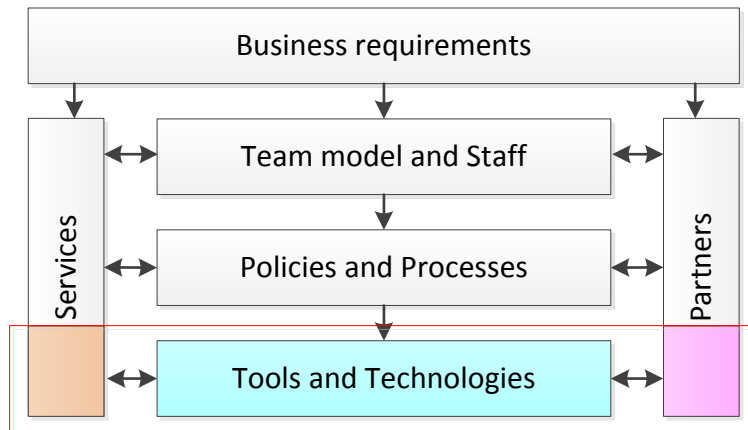 Business requirements
Team model and Staff
Services
Partners
Policies and Processes
Tools and Technologies